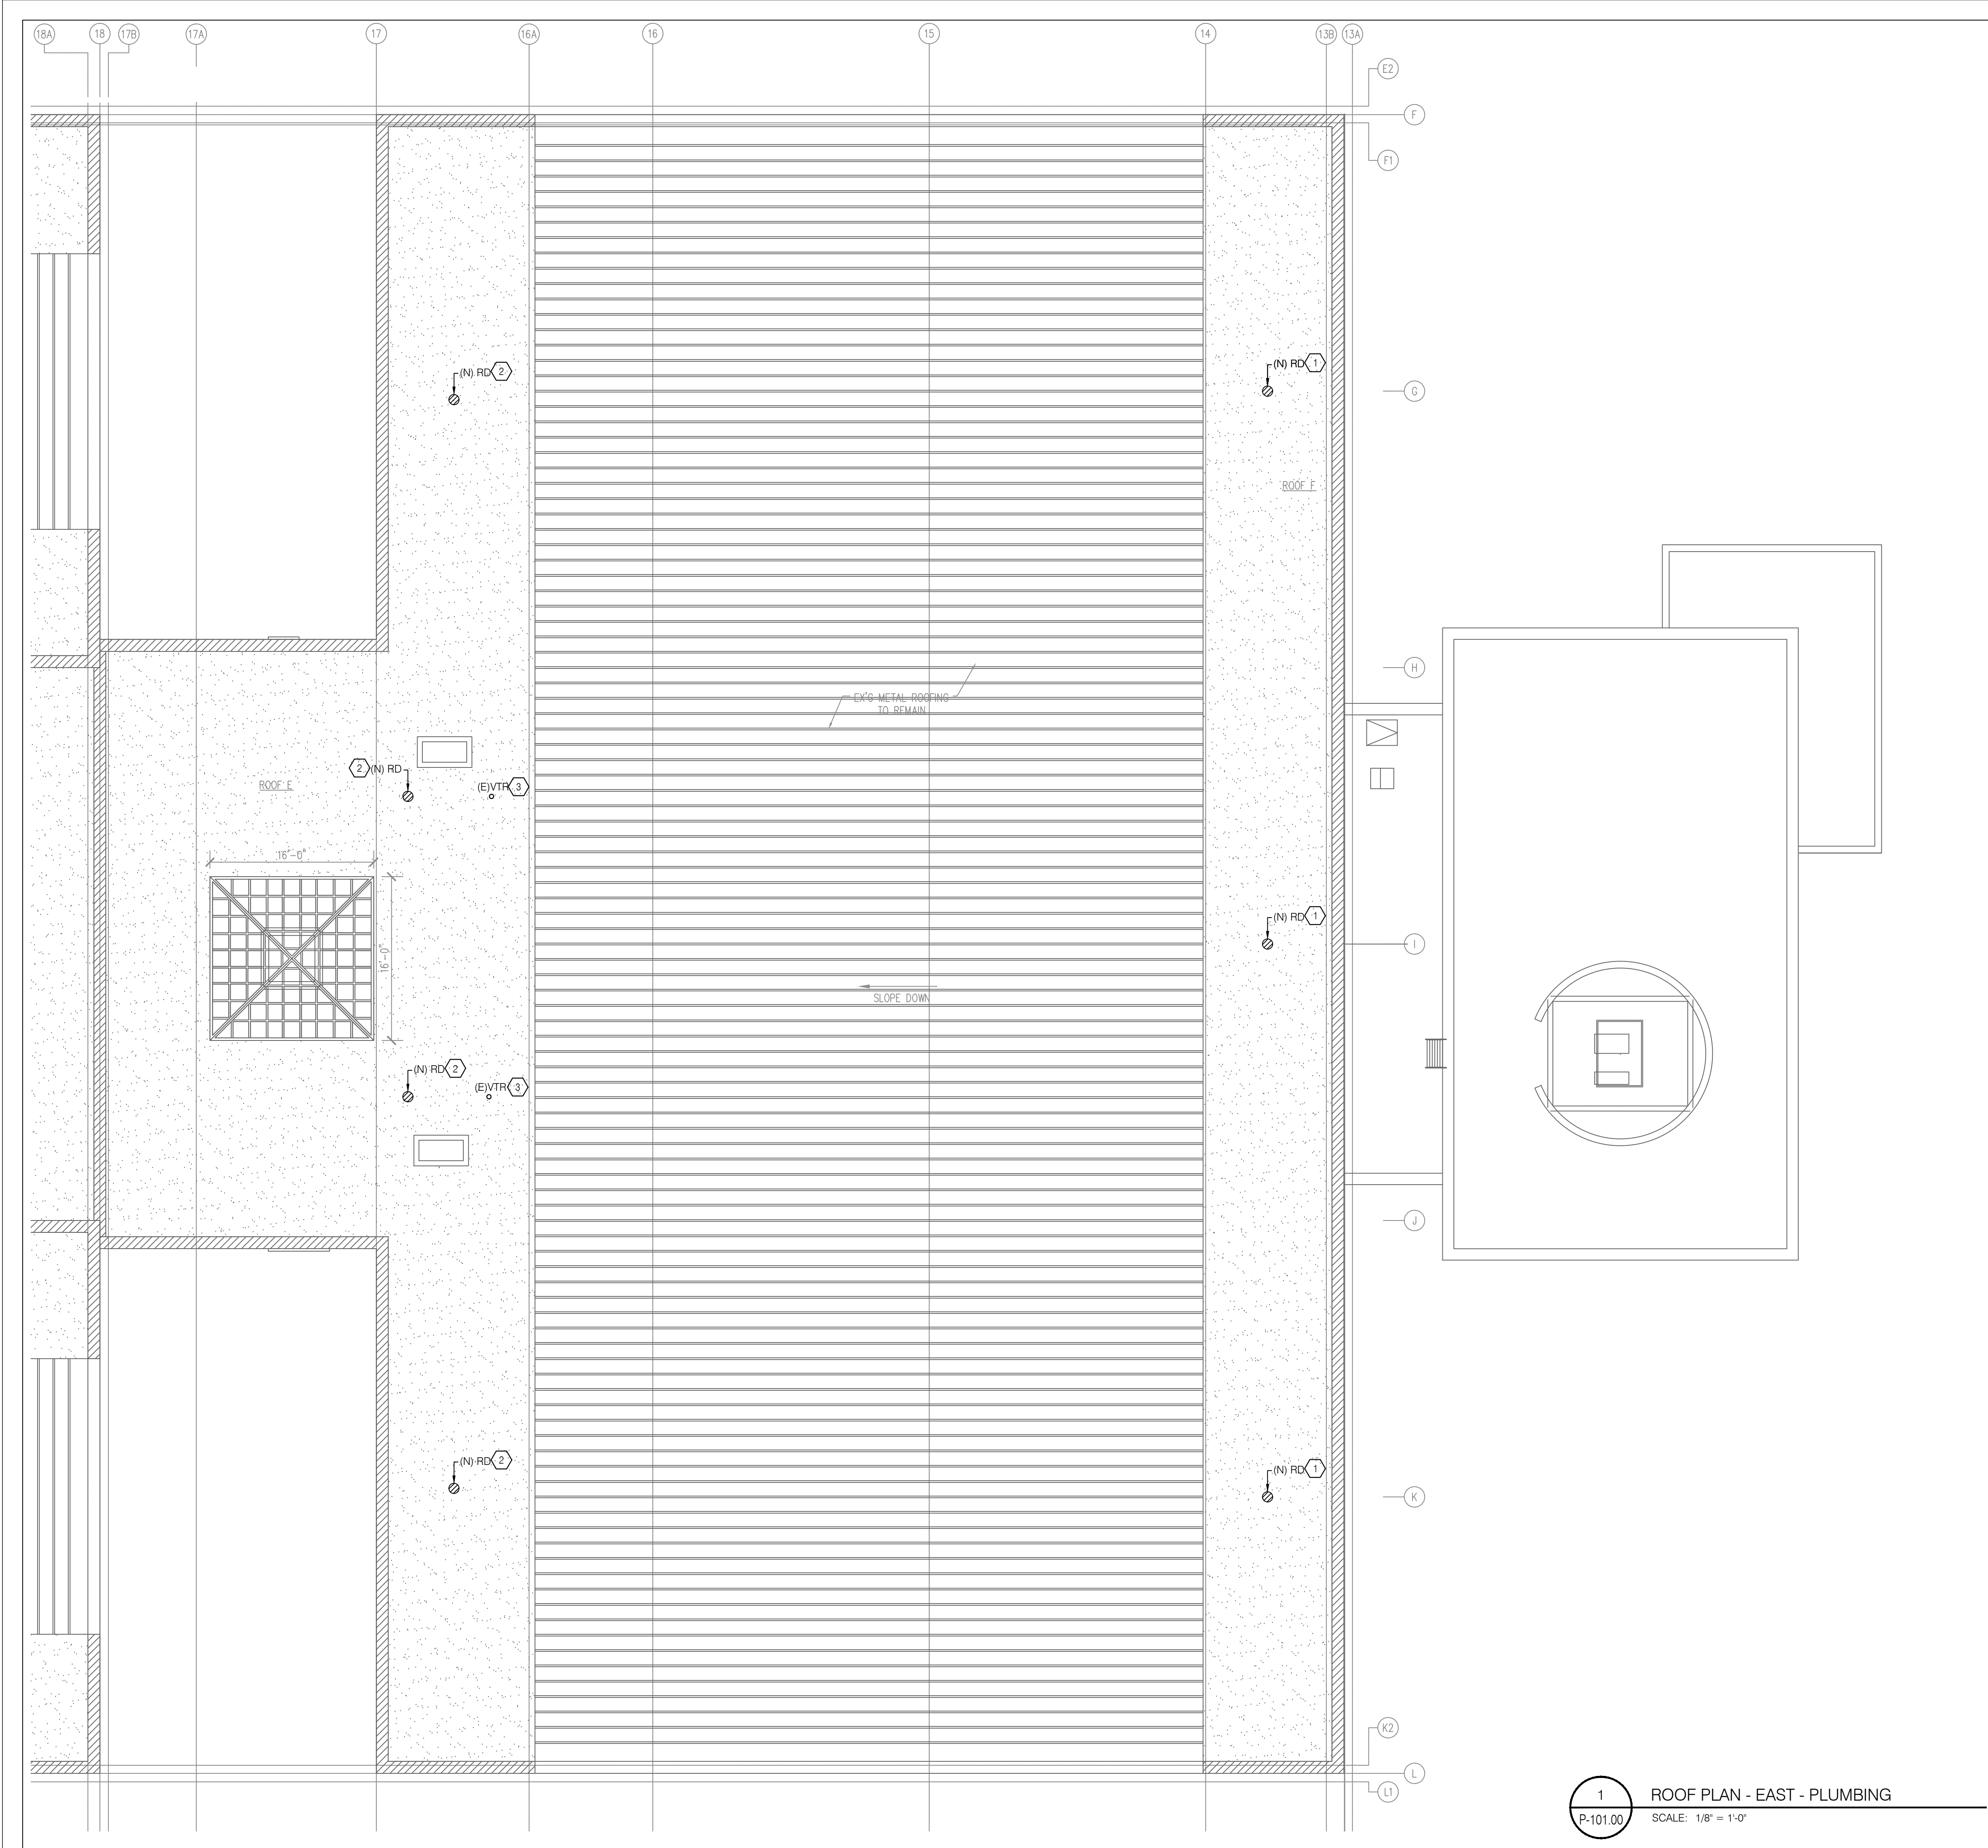 18A 18 17B 17A 17 16A 16 15 14 13B 13A
E2
F
F1
(N) RD 1
(N) RD 2
G
ROOF F
H
EX'G METAL ROOFING
TO REMAIN
2 (N) RD
ROOF E
(E)VTR 3
16'-0"
(N) RD 1
16'-0"
I
SLOPE DOWN
(N) RD 2
(E)VTR 3
J
(N) RD 2
(N) RD 1
K
K2
L
L1
1
P-101.00
ROOF PLAN - EAST - PLUMBING
SCALE: 1/8" = 1'-0"